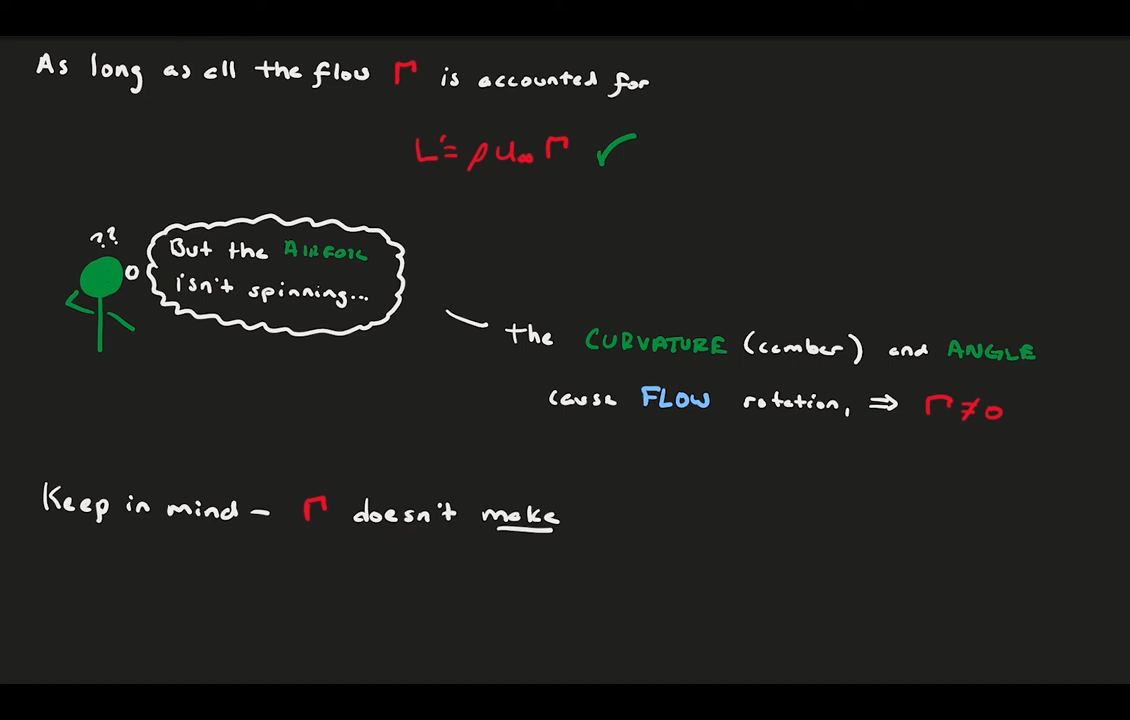 As long as all the flow Γ is accounted for
L'= ρ u∞ Γ ✓
??
But the AIRFOIL
isn't spinning...
the CURVATURE (camber) and ANGLE
cause FLOW rotation, ⇒ Γ ≠ 0
Keep in mind - Γ doesn't make